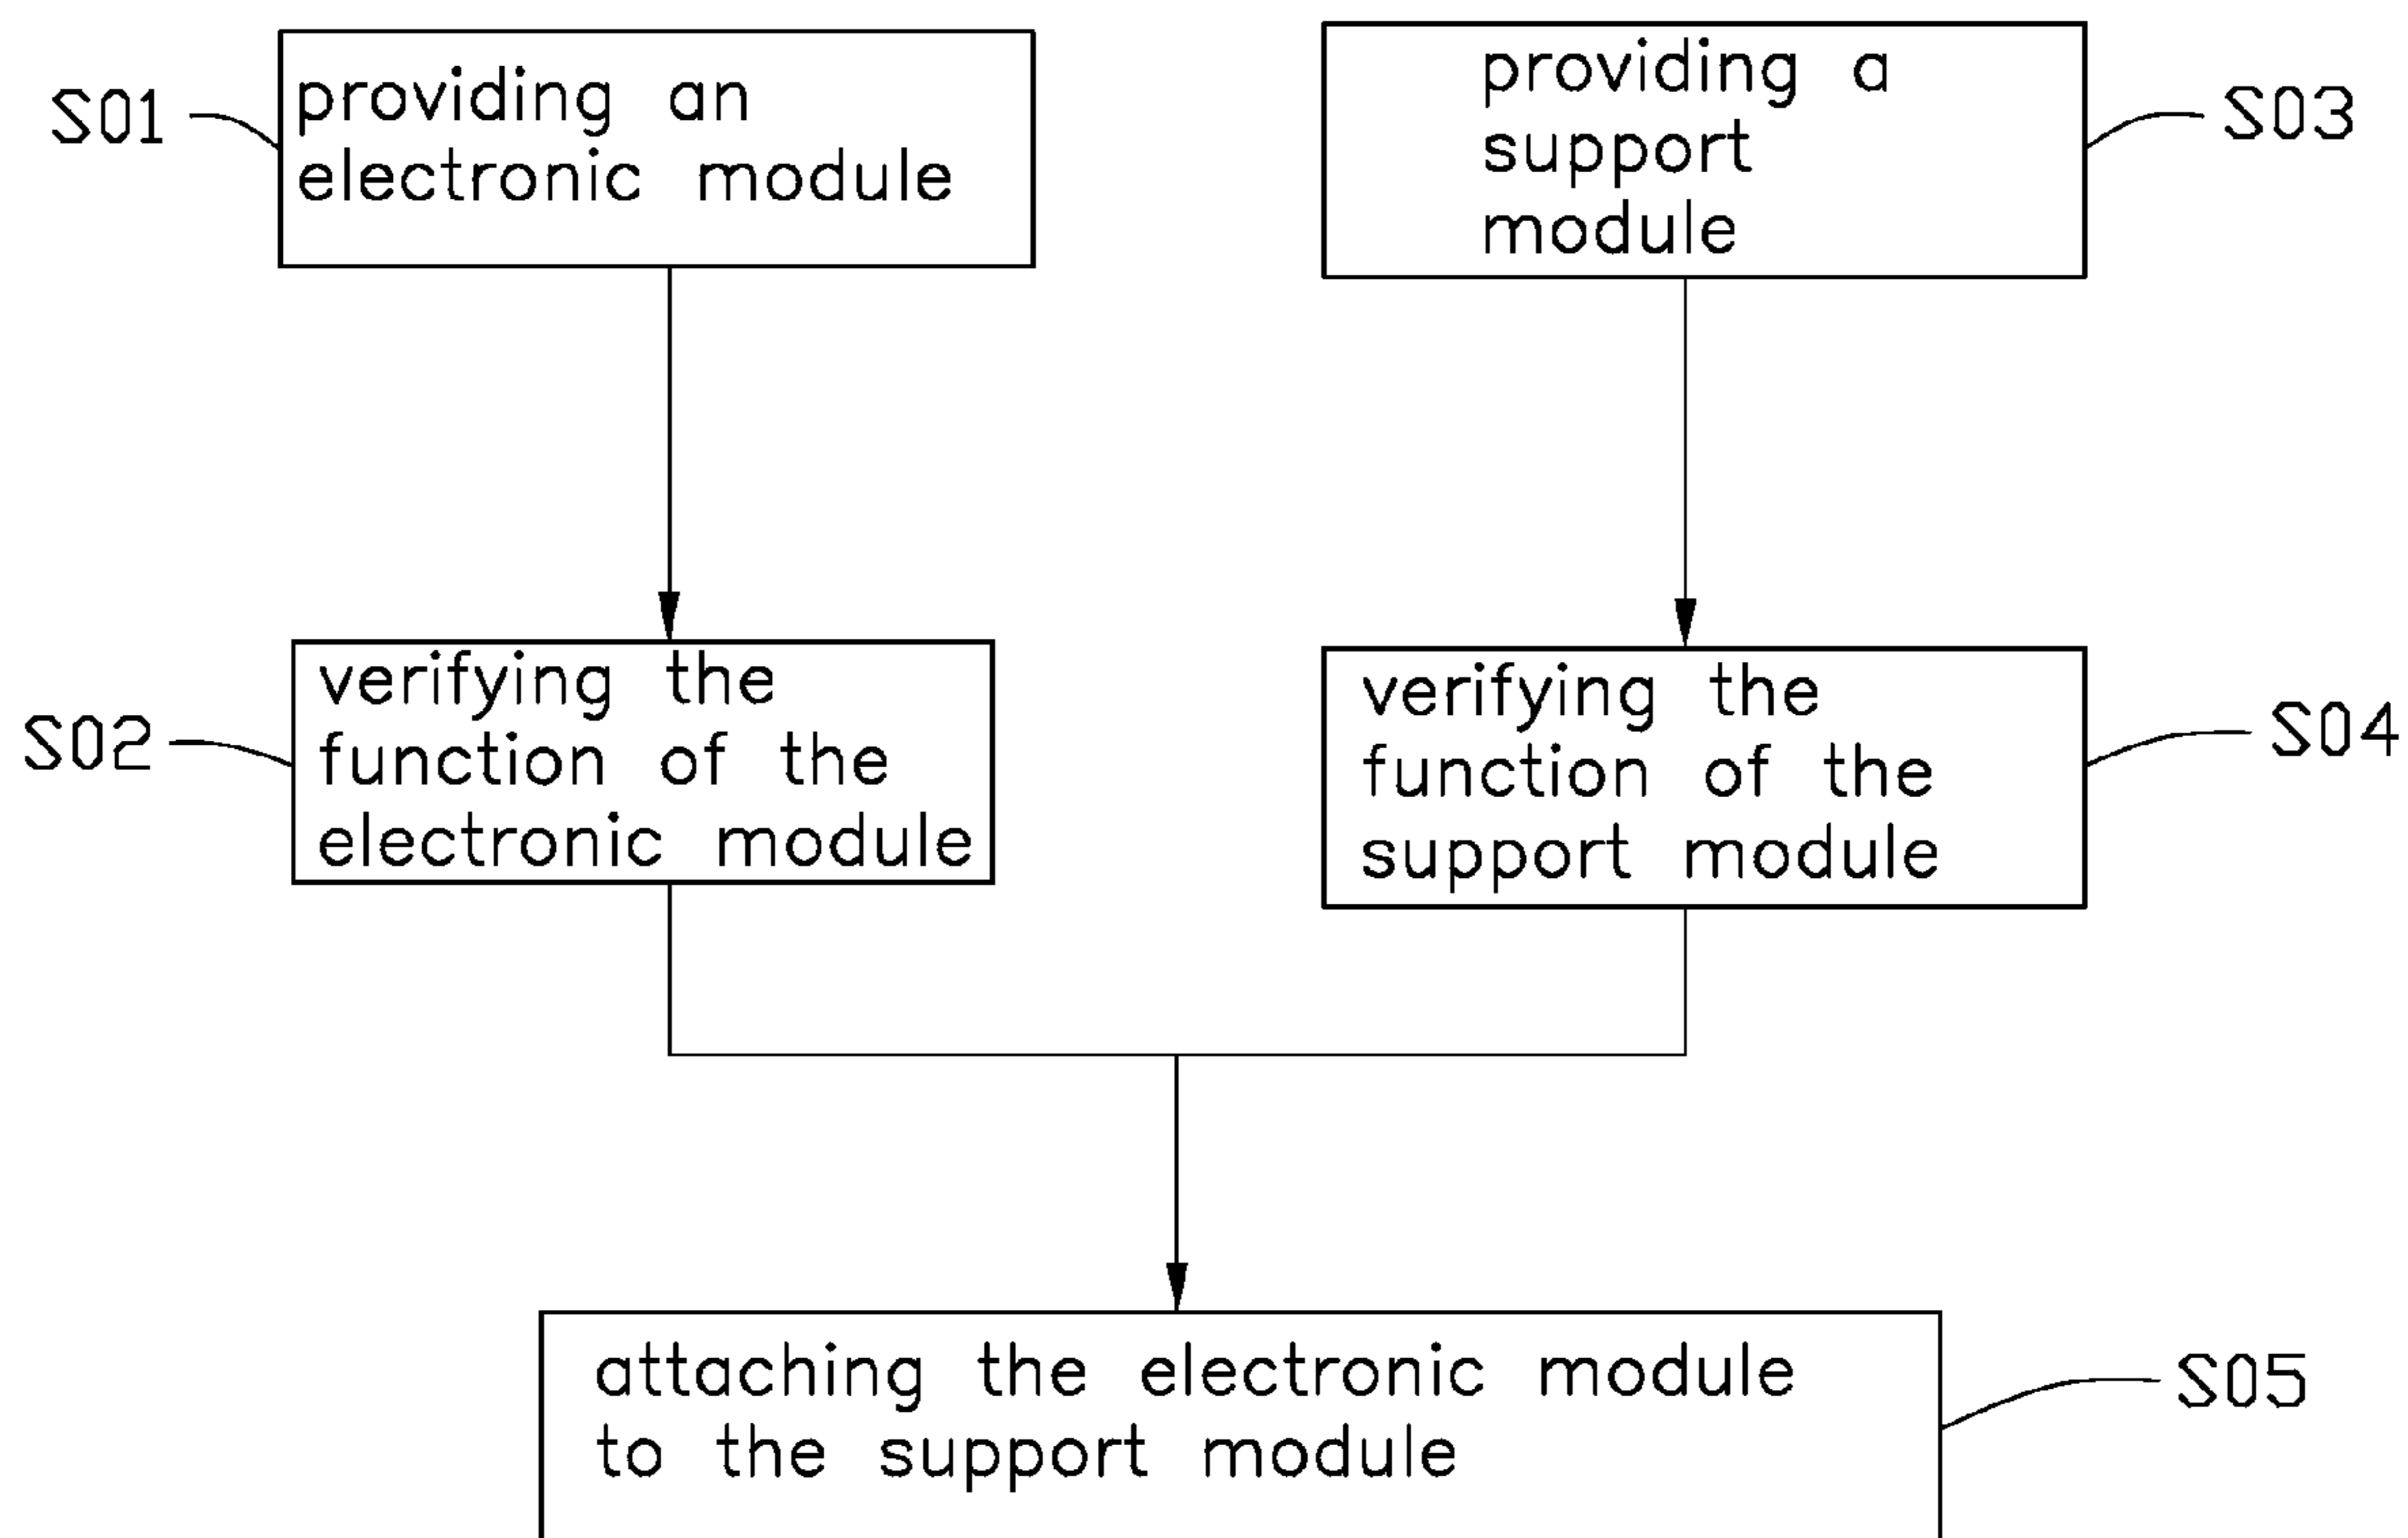 S01
providing an
electronic module
providing a
support
module
S03
S02
verifying the
function of the
electronic module
verifying the
function of the
support module
S04
attaching the electronic module
to the support module
S05